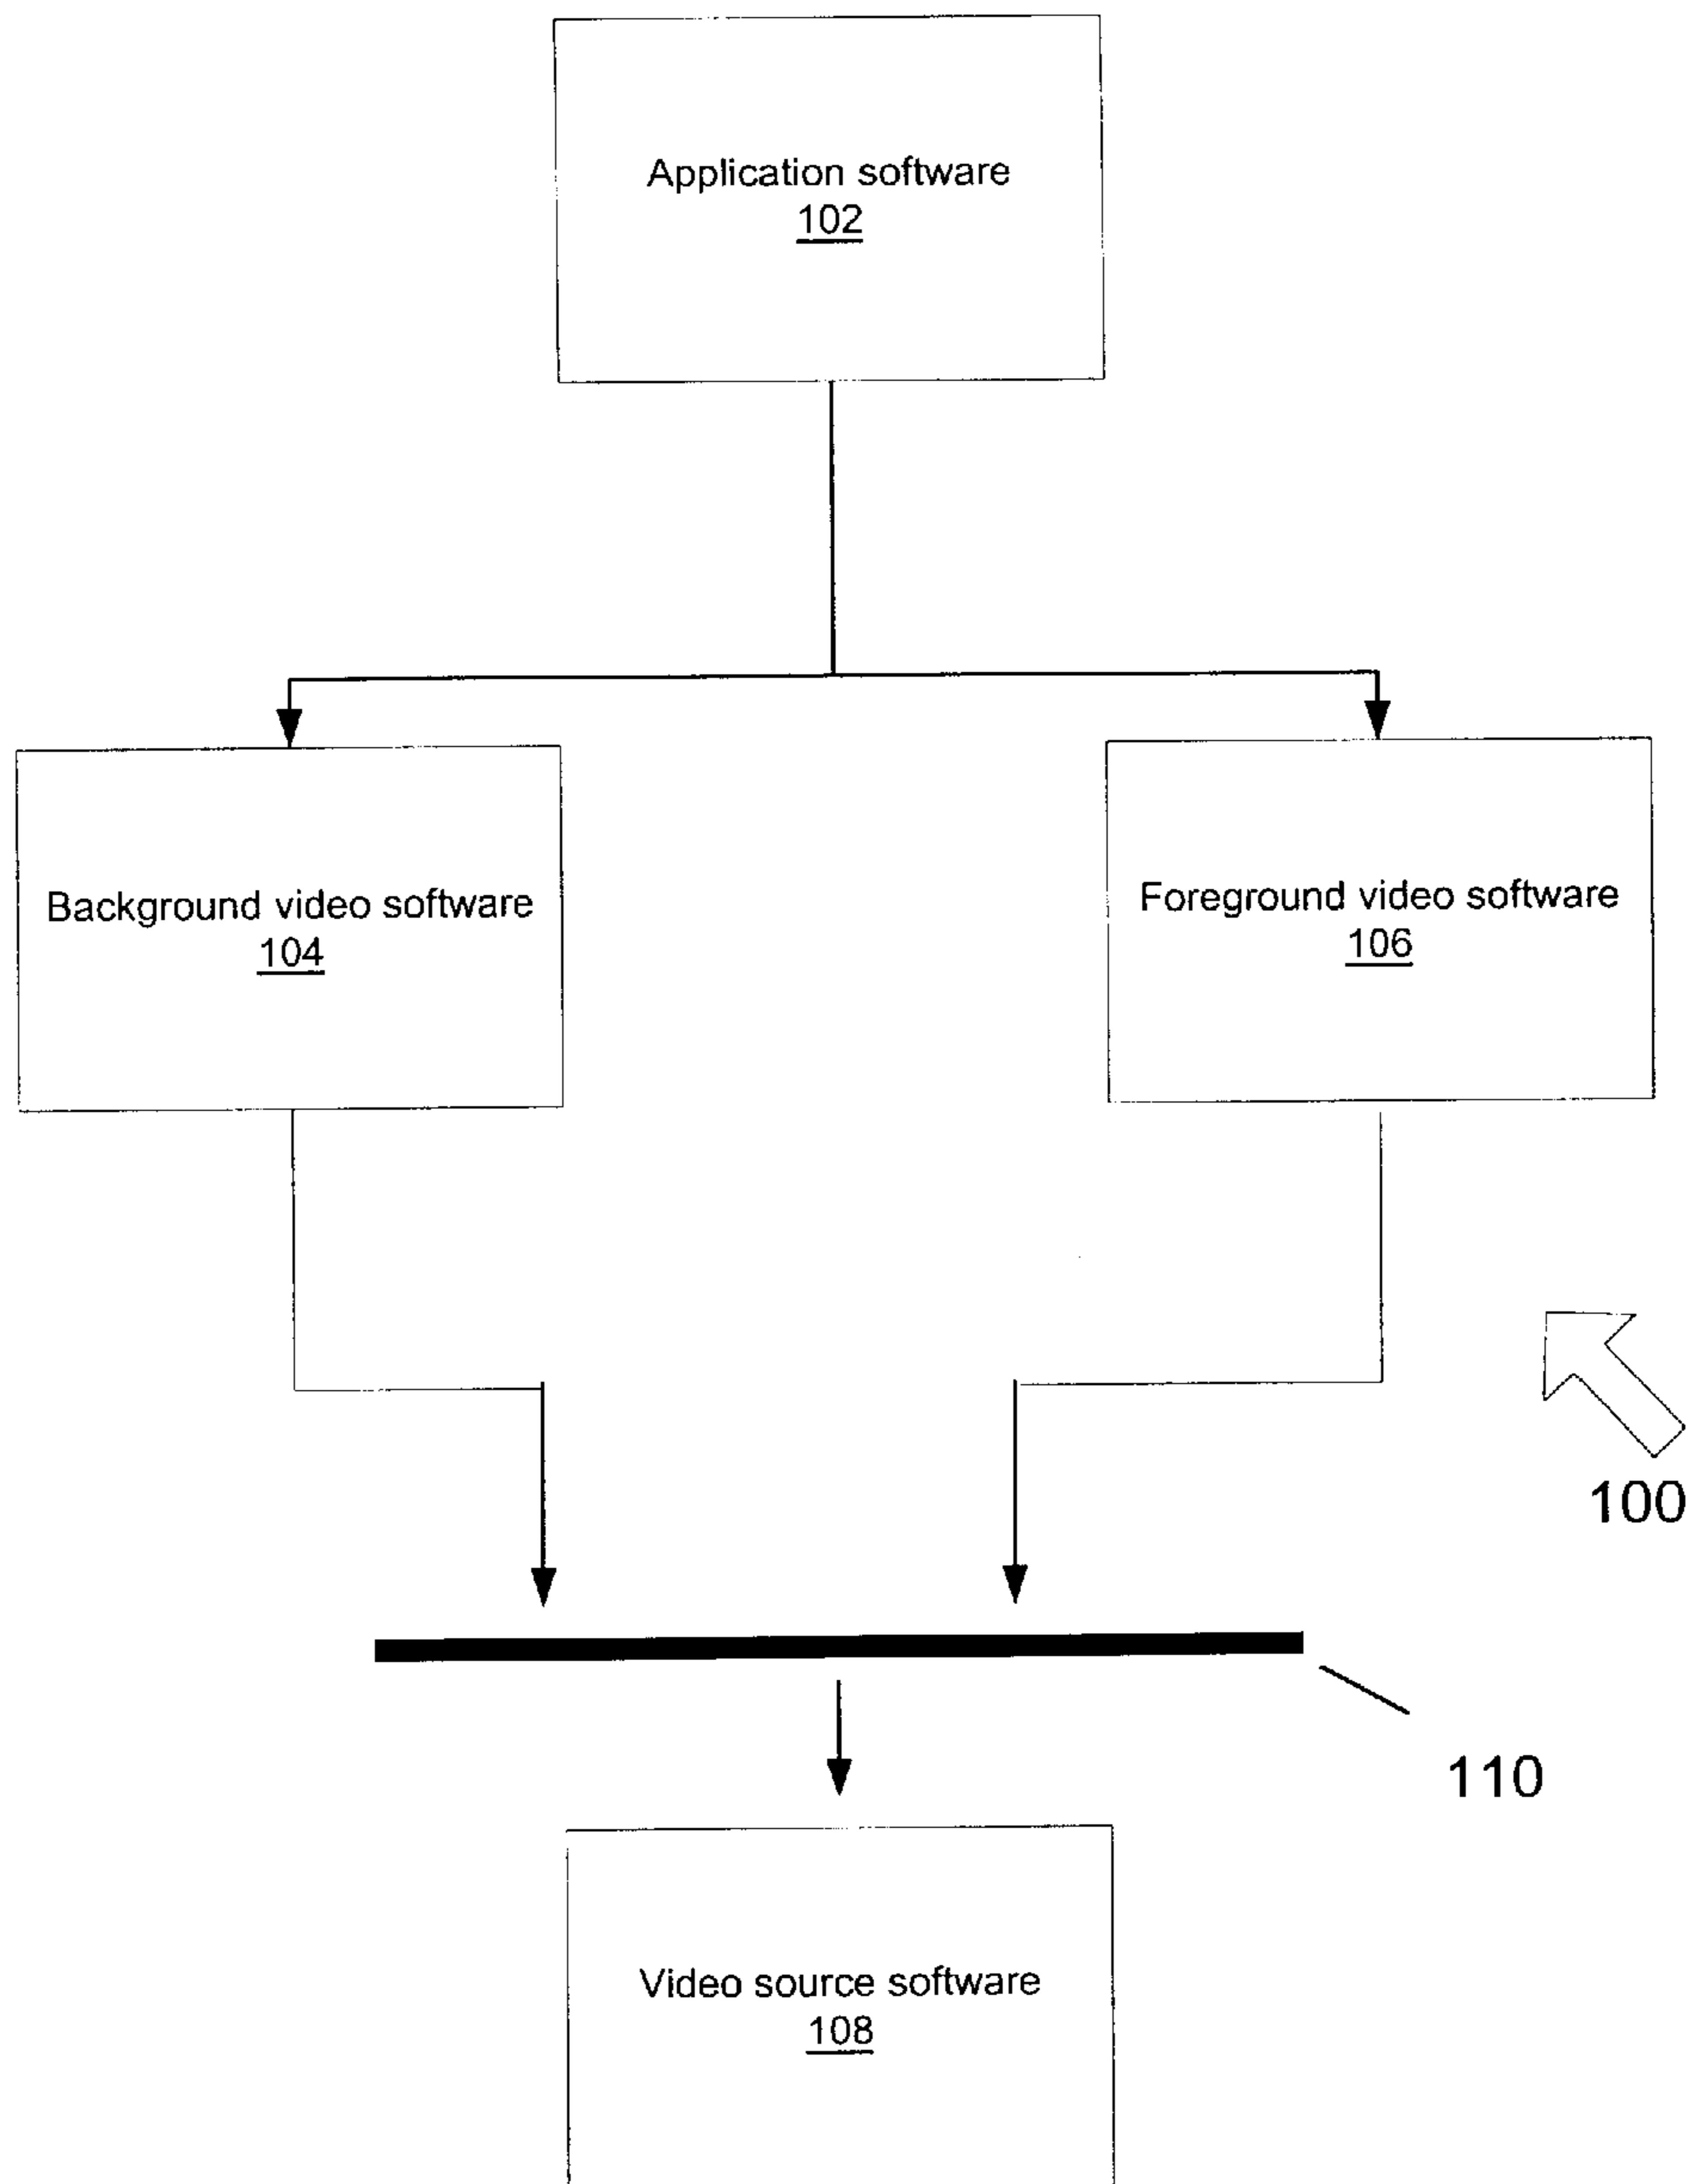 Application software
102
Background video software
104
Foreground video software
106
100
110
Video source software
108